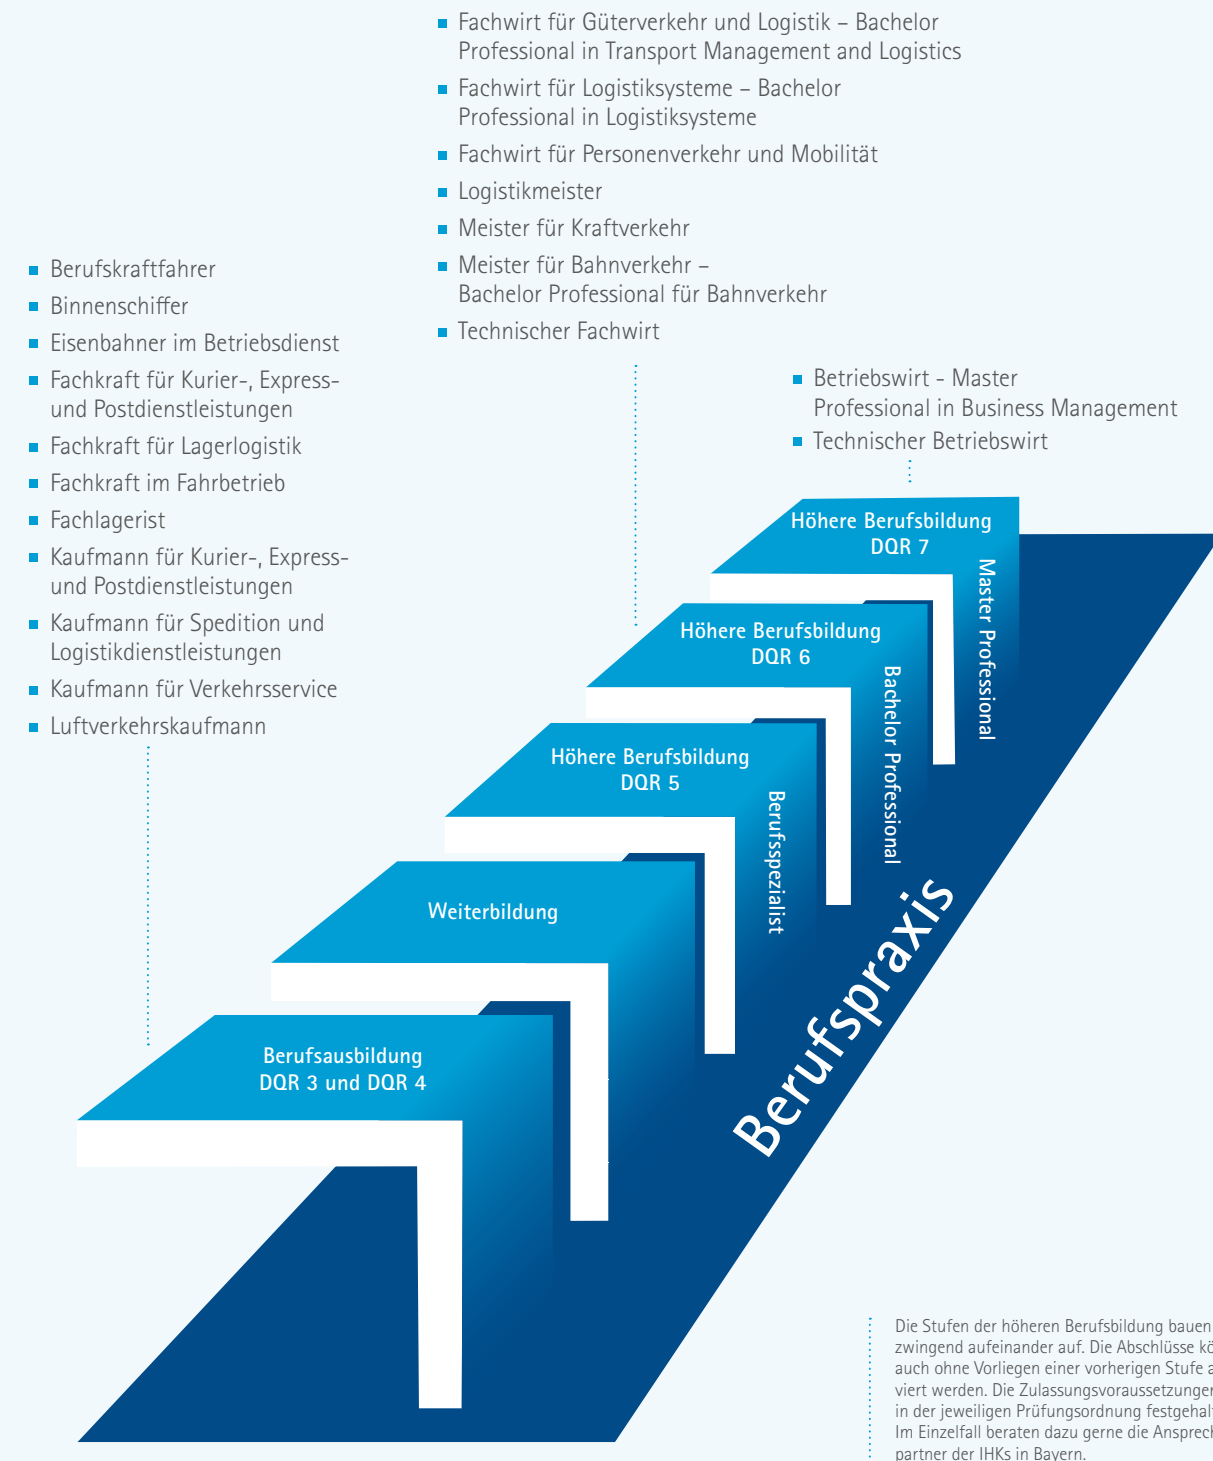 Fachwirt für Güterverkehr und Logistik – Bachelor
Professional in Transport Management and Logistics
Fachwirt für Logistiksysteme – Bachelor
Professional in Logistiksysteme
Fachwirt für Personenverkehr und Mobilität
Logistikmeister
Meister für Kraftverkehr
Meister für Bahnverkehr –
Bachelor Professional für Bahnverkehr
Technischer Fachwirt
Berufskraftfahrer
Binnenschiffer
Eisenbahner im Betriebsdienst
Fachkraft für Kurier-, Express-
und Postdienstleistungen
Fachkraft für Lagerlogistik
Fachkraft im Fahrbetrieb
Fachlagerist
Kaufmann für Kurier-, Express-
und Postdienstleistungen
Kaufmann für Spedition und
Logistikdienstleistungen
Kaufmann für Verkehrsservice
Luftverkehrskaufmann
Betriebswirt - Master
Professional in Business Management
Technischer Betriebswirt
Höhere Berufsbildung
DQR 7
Master Professional
Höhere Berufsbildung
DQR 6
Bachelor Professional
Höhere Berufsbildung
DQR 5
Berufsspezialist
Weiterbildung
Berufsausbildung
DQR 3 und DQR 4
Berufspraxis
Die Stufen der höheren Berufsbildung bauen
zwingend aufeinander auf. Die Abschlüsse kö
auch ohne Vorliegen einer vorherigen Stufe a
viert werden. Die Zulassungsvoraussetzungen
in der jeweiligen Prüfungsordnung festgehalt
Im Einzelfall beraten dazu gerne die Ansprech
partner der IHKs in Bayern.